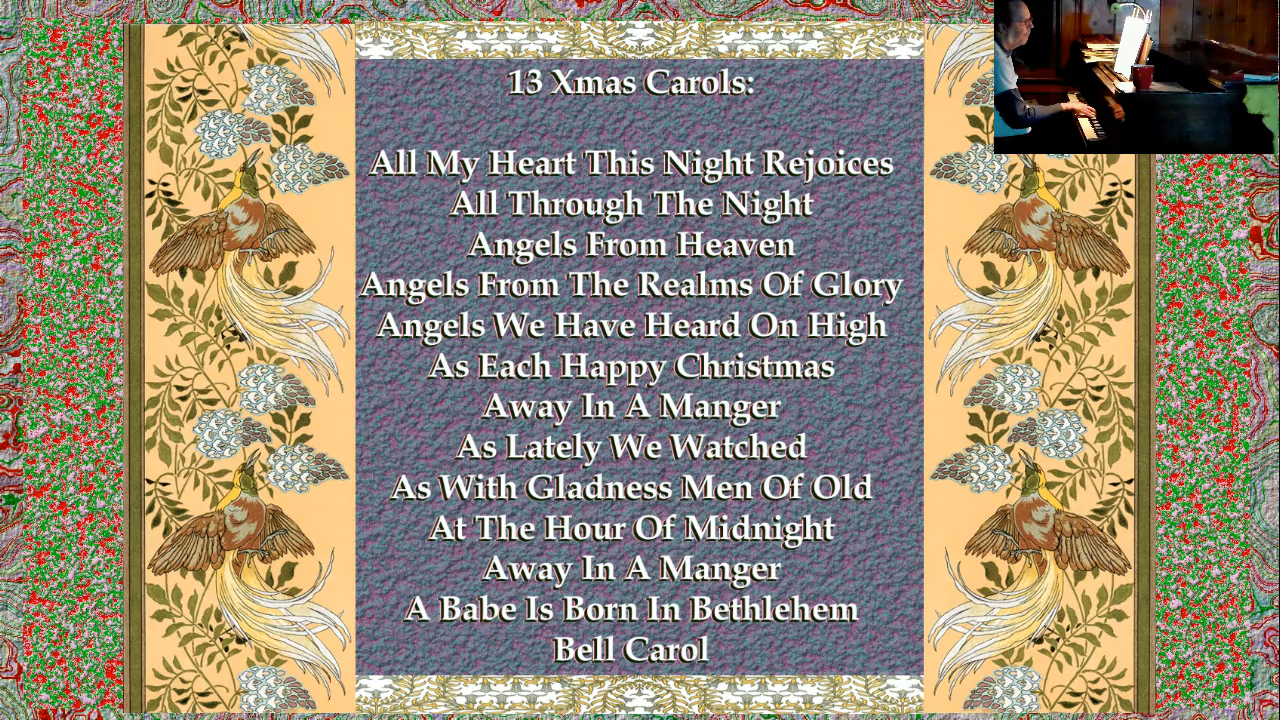 13 Xmas Carols:
All My Heart This Night Rejoices
All Through The Night
Angels From Heaven
Angels From The Realms Of Glory
Angels We Have Heard On High
As Each Happy Christmas
Away In A Manger
As Lately We Watched
As With Gladness Men Of Old
At The Hour Of Midnight
Away In A Manger
A Babe Is Born In Bethlehem
Bell Carol